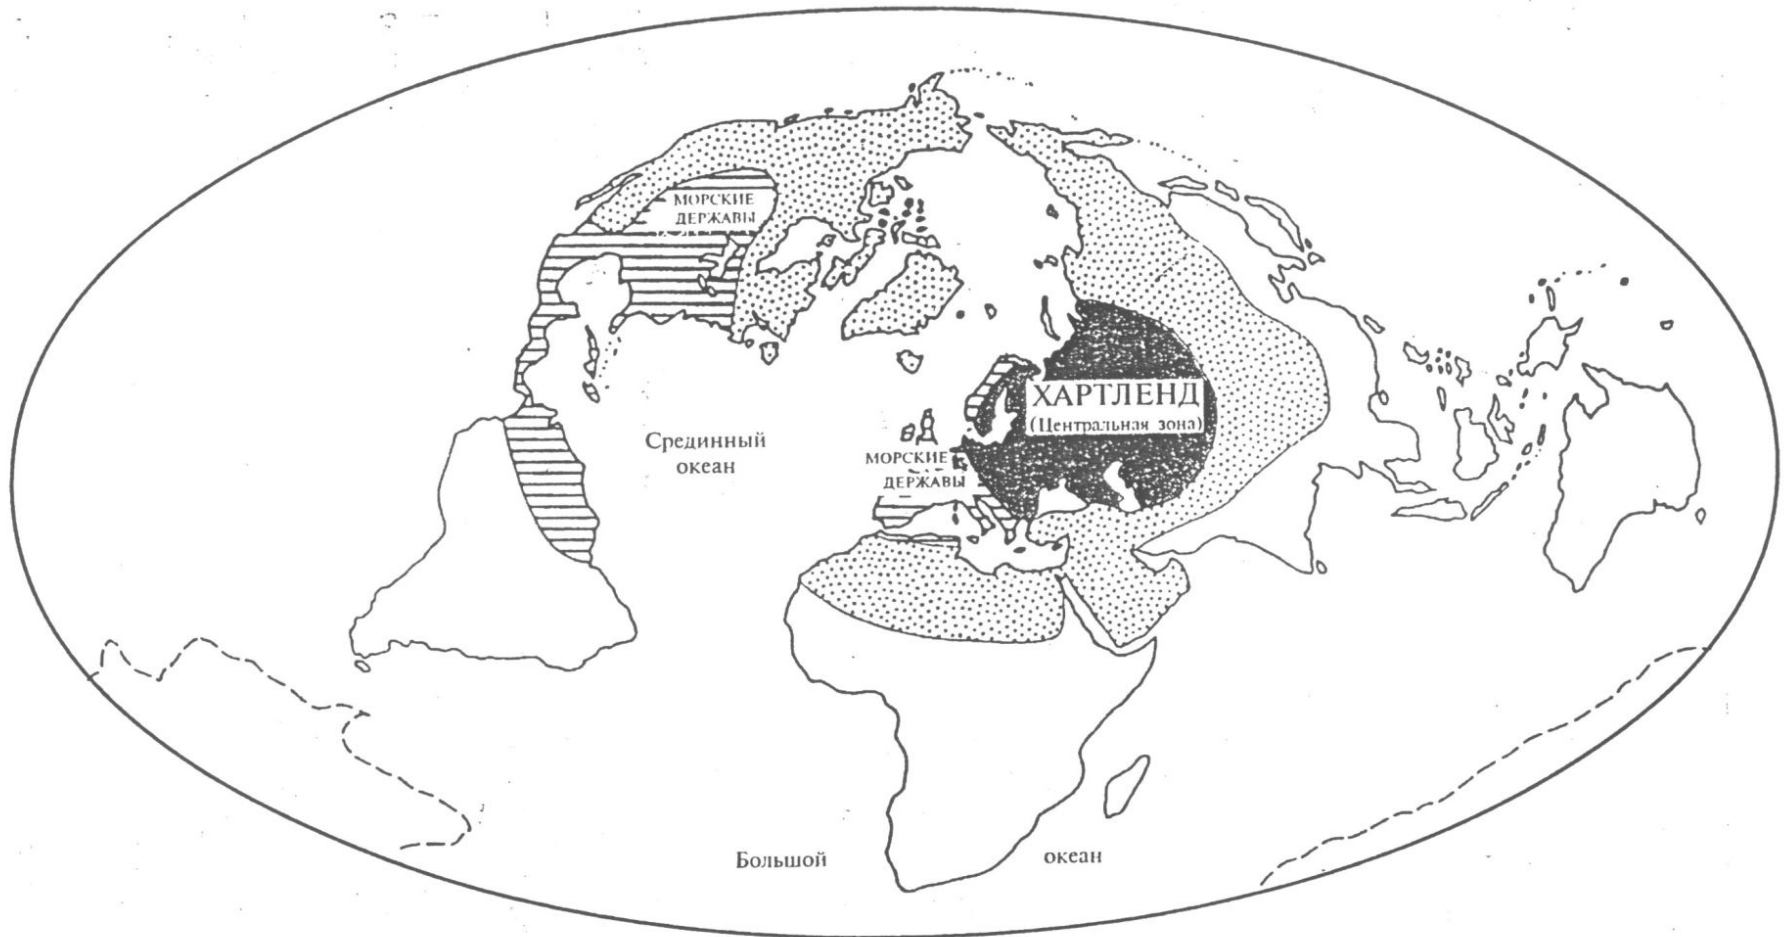 МОРСКИЕ
ДЕРЖАВЫ
ХАРТЛЕНД
(Центральная зона)
Срединный
океан
МОРСКИЕ
ДЕРЖАВЫ
Большой океан